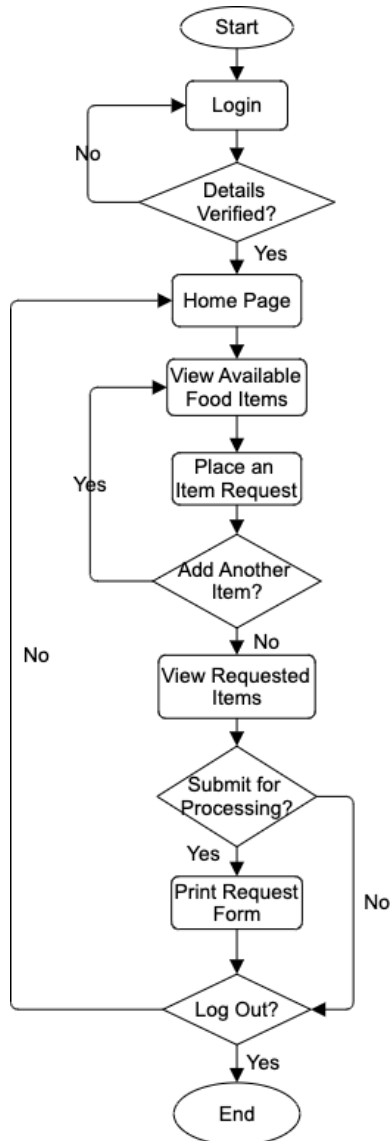 Start
Login
No
Details
Verified?
Yes
Home Page
View Available
Food Items
Yes
Place an
Item Request
Add Another
Item?
No
No
View Requested
Items
Submit for
Processing?
Yes
Print Request
Form
No
Log Out?
Yes
End